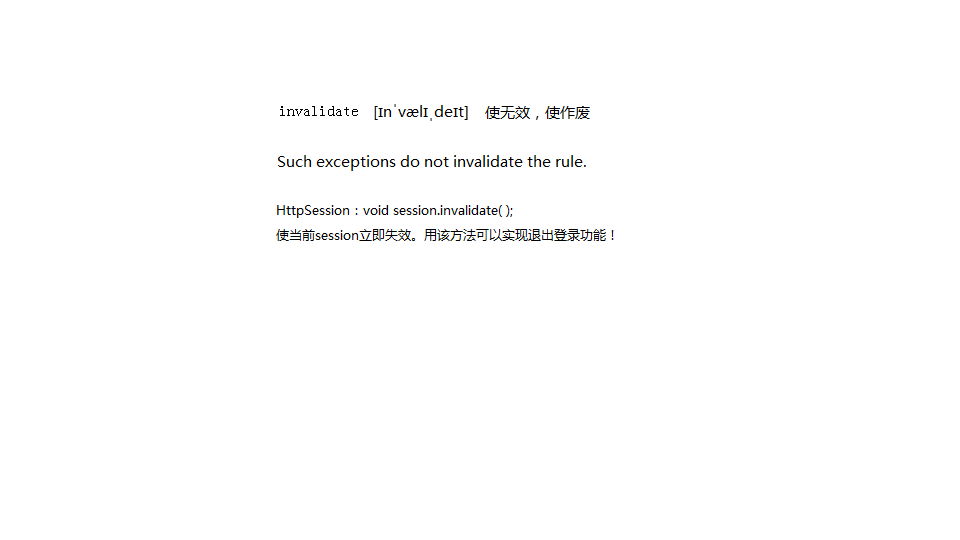 invalidate [ɪnˈvælɪˌdeɪt] 使无效，使作废
Such exceptions do not invalidate the rule.
HttpSession：void session.invalidate( );
使当前session立即失效。用该方法可以实现退出登录功能！